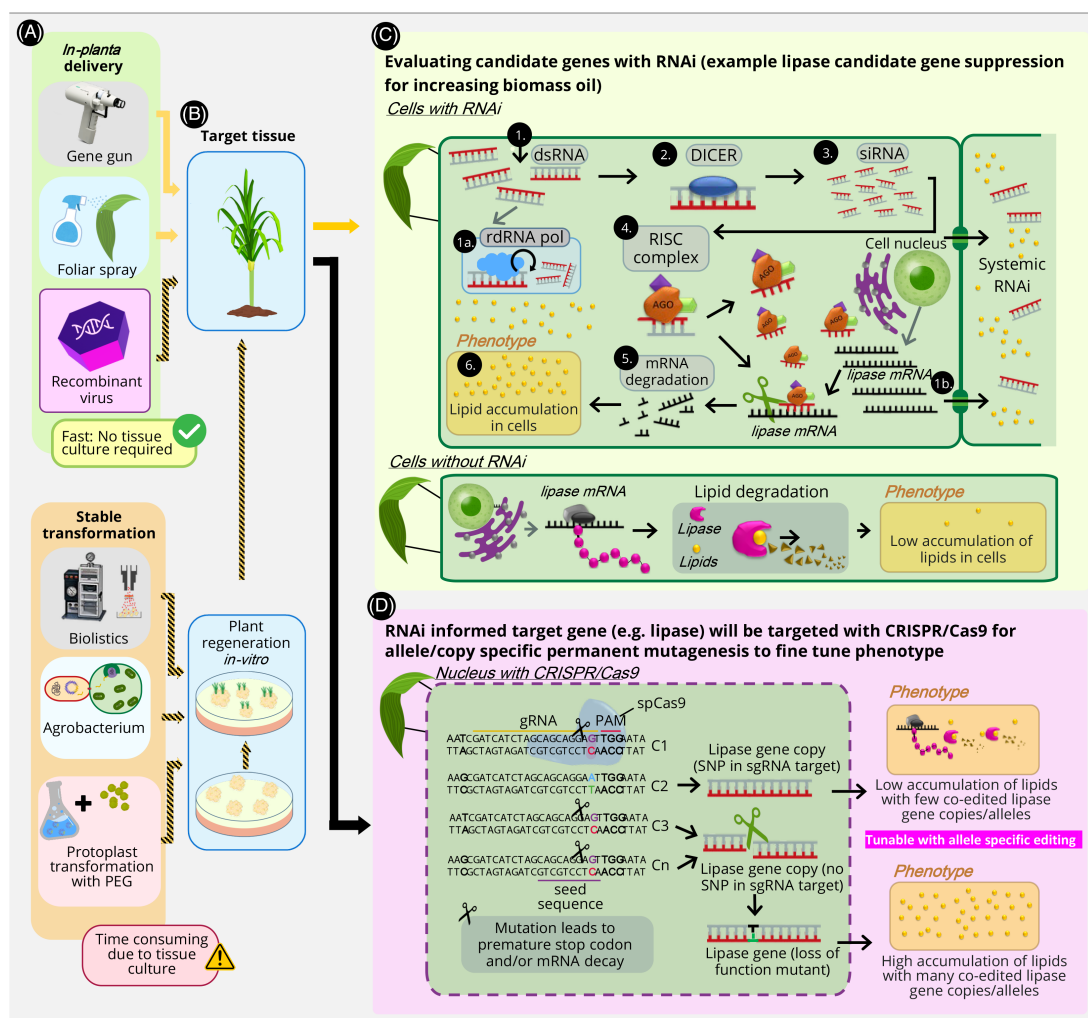 (A)
In-planta
delivery
Gene gun
Foliar spray
Recombinant
virus
Fast: No tissue
culture required
Stable
transformation
Biolistics
Agrobacterium
Protoplast
transformation
with PEG
Time consuming
due to tissue
culture
(B)
Target tissue
Plant
regeneration
in-vitro
(C)
Evaluating candidate genes with RNAi (example lipase candidate gene suppression
for increasing biomass oil)
Cells with RNAi
1.
dsRNA
2.
DICER
3.
siRNA
1a.
rdRNA pol
4.
RISC
complex
Cell nucleus
Systemic
RNAi
AGO
AGO
AGO
AGO
AGO
AGO
Phenotype
6.
Lipid accumulation
in cells
5.
mRNA
degradation
lipase mRNA
1b.
lipase mRNA
Cells without RNAi
lipase mRNA
Lipid degradation
Lipase
Lipids
Phenotype
Low accumulation of
lipids in cells
(D)
RNAi informed target gene (e.g. lipase) will be targeted with CRISPR/Cas9 for
allele/copy specific permanent mutagenesis to fine tune phenotype
Nucleus with CRISPR/Cas9
spCas9
gRNA PAM
AATCGATCATCTAGCAGCAGGAGTTGGAATA
TTAGCTAGTAGATCGTCGTCCTCAACCTTAT
C1
AAGCGATCATCTAGCAGCAGGAATTGGAATA
TTCGCTAGTAGATCGTCGTCCTTAACCTTAT
C2
AATCGATCATCTAGCAGCAGGAGTTGGAATA
TTAGCTAGTAGATCGTCGTCCTCAACCTTAT
C3
AAGCGATCATCTAGCAGCAGGAGTTGGAATA
TTCGCTAGTAGATCGTCGTCCTCAACCTTAT
Cn
seed
sequence
Mutation leads to
premature stop codon
and/or mRNA decay
Lipase gene copy
(SNP in sgRNA target)
Lipase gene copy (no
SNP in sgRNA target)
T
Lipase gene (loss of
function mutant)
Phenotype
Low accumulation of lipids
with few co-edited lipase
gene copies/alleles
Tunable with allele specific editing
Phenotype
High accumulation of lipids
with many co-edited lipase
gene copies/alleles